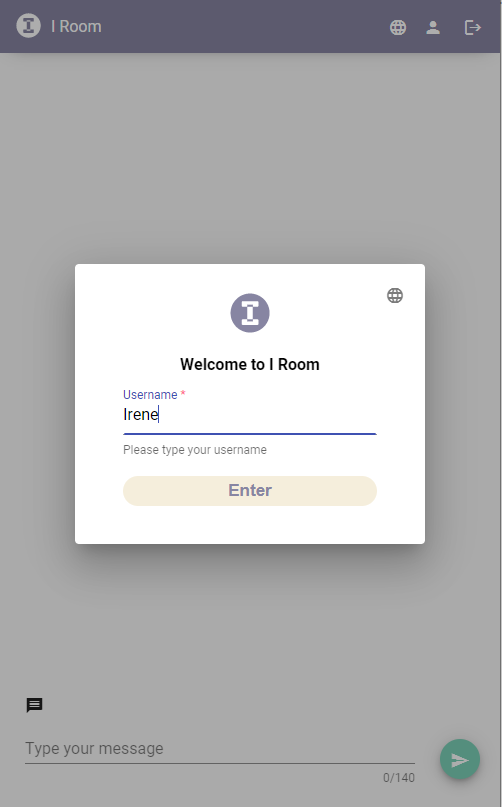 I Room
Welcome to I Room
Username *
Irene
Please type your username
Enter
Type your message
0/140